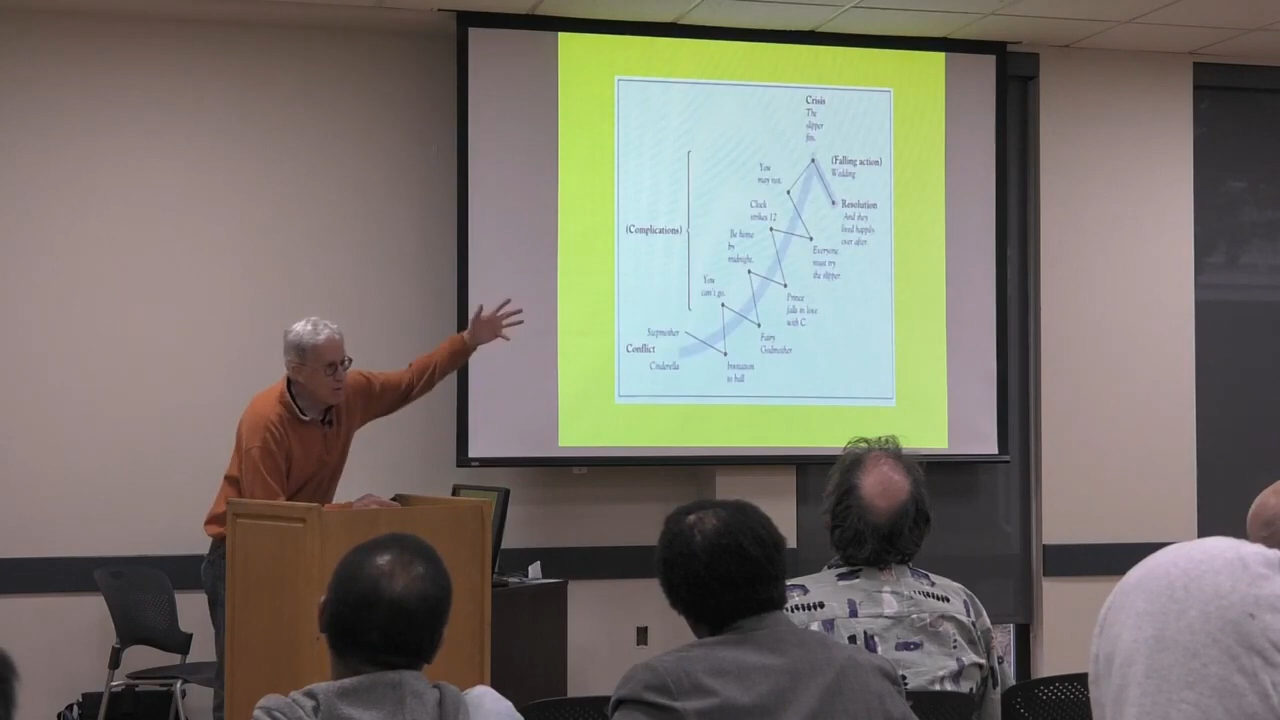 Crisis
The
slipper
fits.
(Falling action)
Wedding
You
may not.
Resolution
And they
lived happily
ever after.
Clock
strikes 12
(Complications)
Be home
by
midnight.
Everyone
must try
the slipper
You
can't go.
Prince
falls in love
with C.
Stepmother
Fairy
Godmother
Conflict
Cinderella
Invitation
to ball